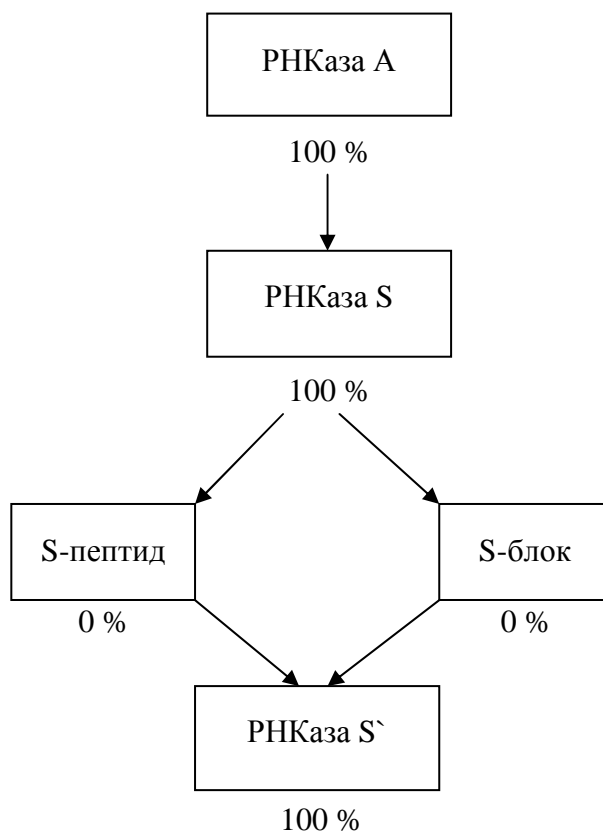 РНКаза А
100 %
РНКаза S
100 %
S-пептид
S-блок
0 %
0 %
РНКаза S`
100 %